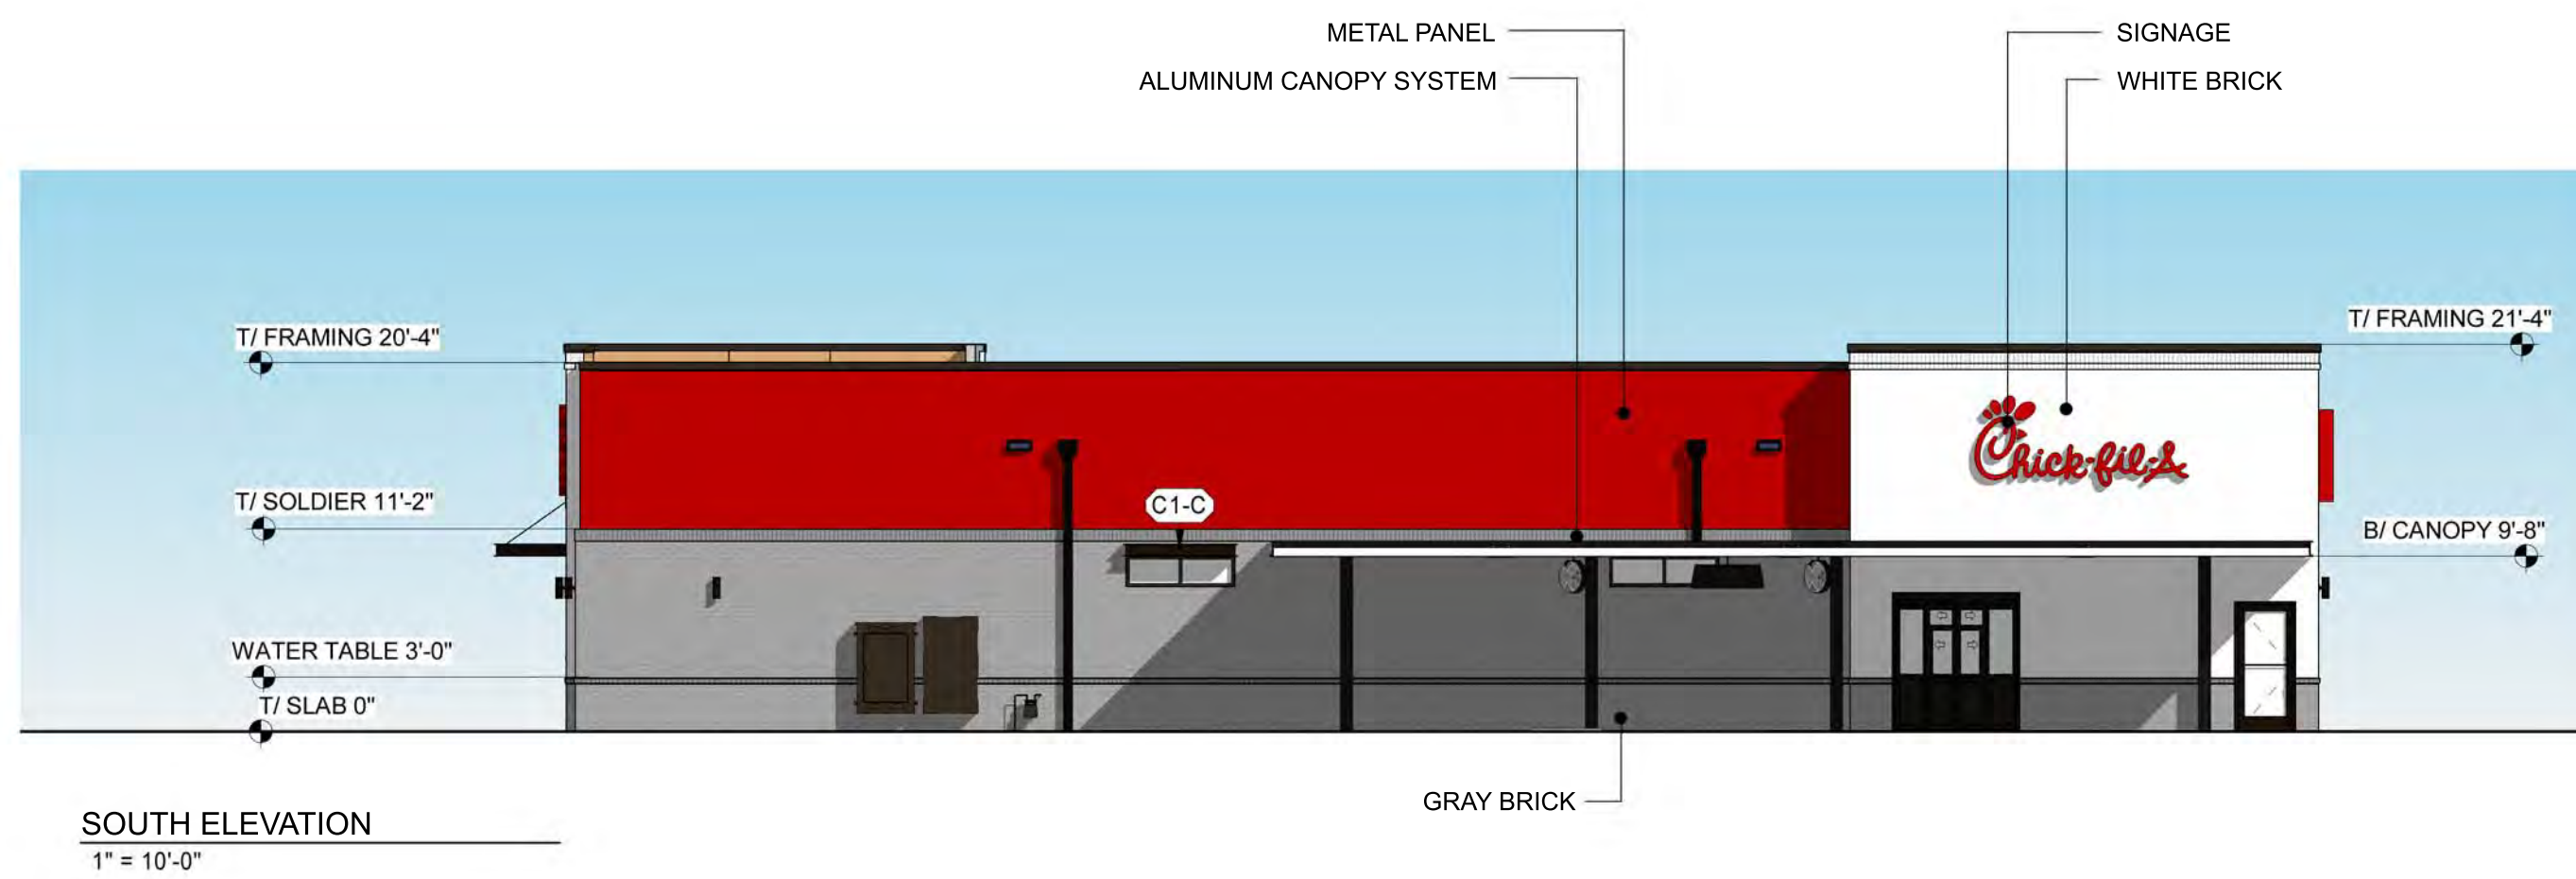 METAL PANEL
SIGNAGE
ALUMINUM CANOPY SYSTEM
WHITE BRICK
T/ FRAMING 20'-4"
T/ FRAMING 21'-4"
Chick-fil-A
T/ SOLDIER 11'-2"
C1-C
B/ CANOPY 9'-8"
WATER TABLE 3'-0"
T/ SLAB 0"
GRAY BRICK
SOUTH ELEVATION
1" = 10'-0"